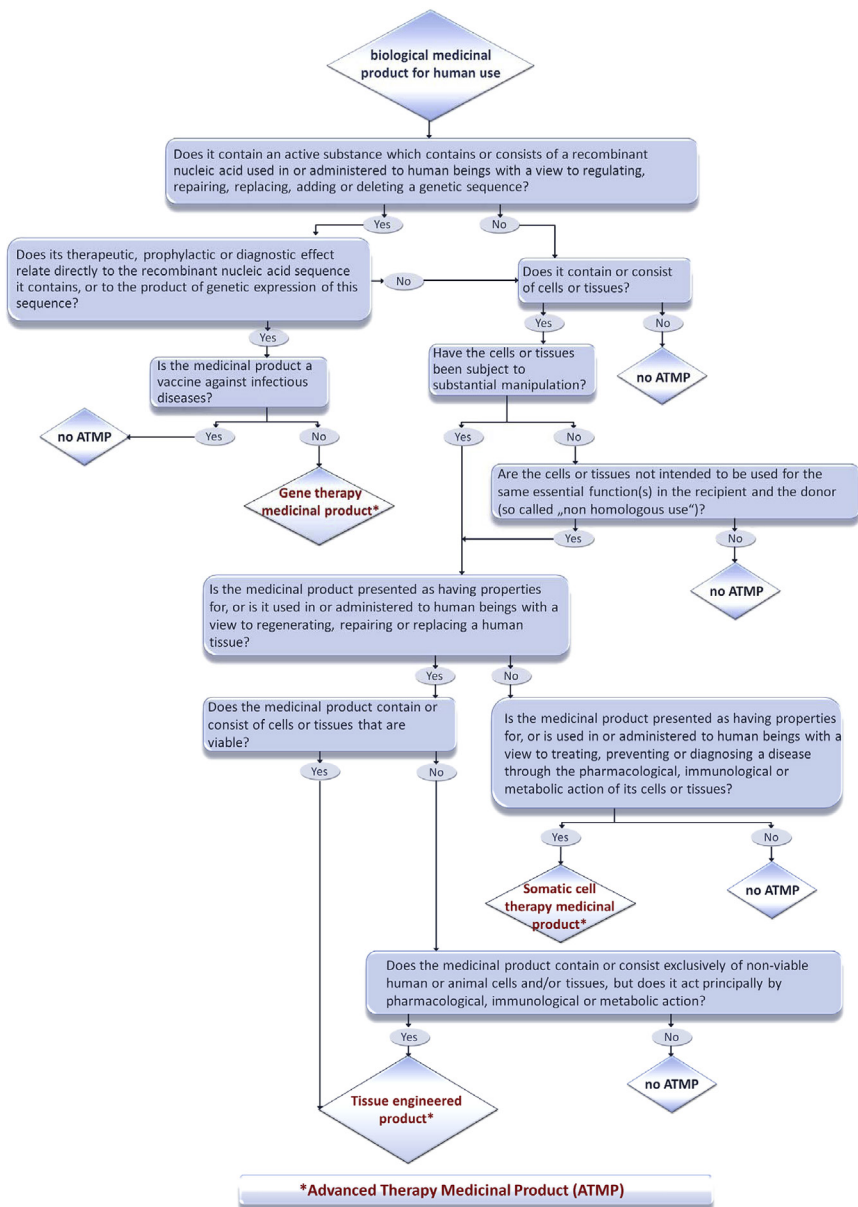 biological medicinal
product for human use
Does it contain an active substance which contains or consists of a recombinant
nucleic acid used in or administered to human beings with a view to regulating,
repairing, replacing, adding or deleting a genetic sequence?
Yes
No
Does its therapeutic, prophylactic or diagnostic effect
relate directly to the recombinant nucleic acid sequence
it contains, or to the product of genetic expression of this
sequence?
No
Does it contain or consist
of cells or tissues?
Yes
Yes
No
Is the medicinal product a
vaccine against infectious
diseases?
Have the cells or tissues
been subject to
substantial manipulation?
no ATMP
no ATMP
Yes
No
Yes
No
Gene therapy
medicinal product*
Are the cells or tissues not intended to be used for the
same essential function(s) in the recipient and the donor
(so called „non homologous use“)?
Yes
No
no ATMP
Is the medicinal product presented as having properties
for, or is it used in or administered to human beings with a
view to regenerating, repairing or replacing a human
tissue?
Yes
No
Does the medicinal product contain or
consist of cells or tissues that are
viable?
Is the medicinal product presented as having properties
for, or is used in or administered to human beings with a
view to treating, preventing or diagnosing a disease
through the pharmacological, immunological or
metabolic action of its cells or tissues?
Yes
No
Yes
No
Somatic cell
therapy medicinal
product*
no ATMP
Does the medicinal product contain or consist exclusively of non-viable
human or animal cells and/or tissues, but does it act principally by
pharmacological, immunological or metabolic action?
Yes
No
no ATMP
Tissue engineered
product*
*Advanced Therapy Medicinal Product (ATMP)